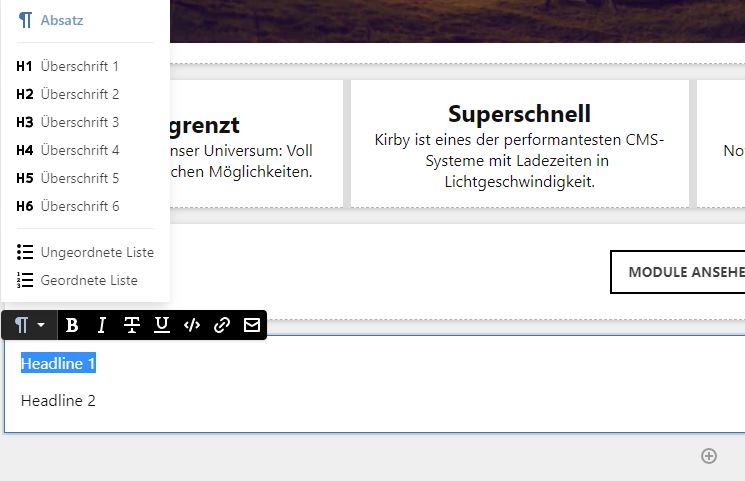 Absatz
H1 Überschrift 1
H2 Überschrift 2
H3 Überschrift 3
H4 Überschrift 4
H5 Überschrift 5
H6 Überschrift 6
Ungeordnete Liste
Geordnete Liste
grenzt
nser Universum: Voll
chen Möglichkeiten.
Superschnell
Kirby ist eines der performantesten CMS-
Systeme mit Ladezeiten in
Lichtgeschwindigkeit.
No
MODULE ANSEHE
B I T U
Headline 1
Headline 2